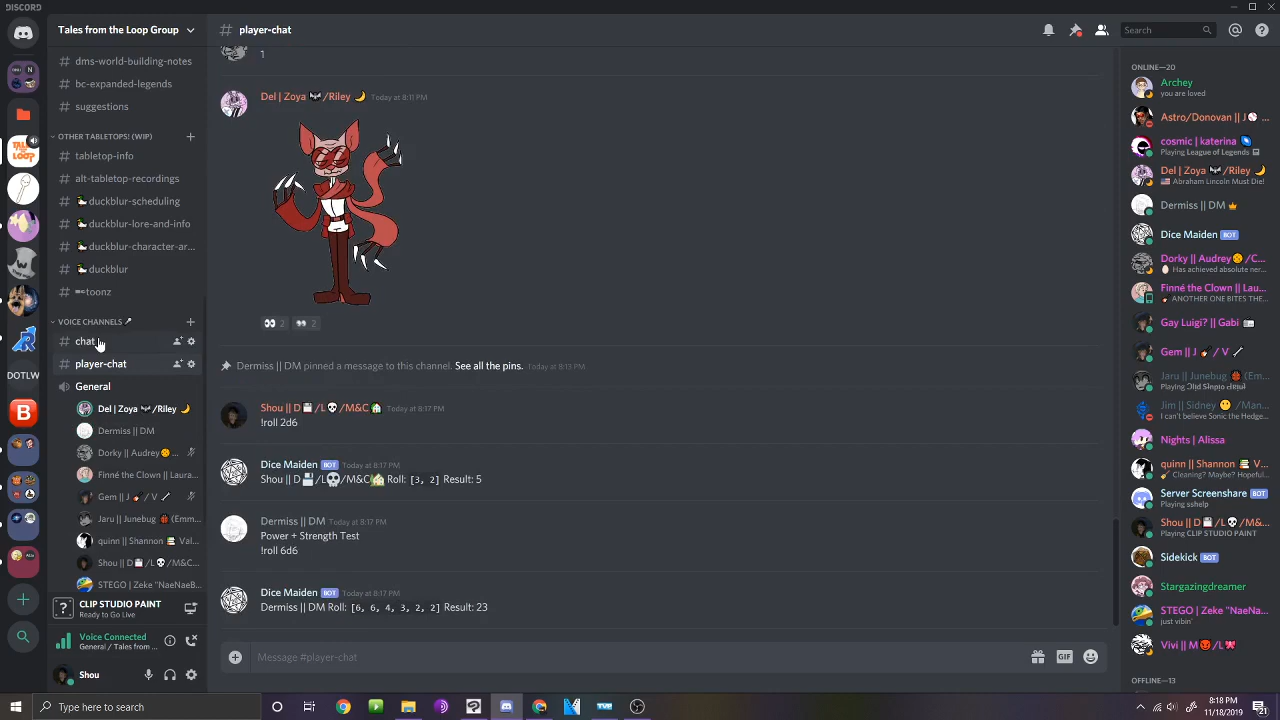 DISCORD
Tales from the Loop Group
# player-chat
Search
# dms-world-building-notes
# bc-expanded-legends
# suggestions
OTHER TABLETOPS! (WIP)
# tabletop-info
# alt-tabletop-recordings
# duckblur-scheduling
# duckblur-lore-and-info
# duckblur-character-ar...
# duckblur
toonz
VOICE CHANNELS
# chat
# player-chat
General
Del | Zoya /Riley
Dermiss || DM
Dorky || Audrey ...
Finné the Clown || Laura...
Gem || J / V
Jaru || Junebug (Emm...
quinn || Shannon Val...
Shou || D /L /M&C...
STEGO | Zeke "NaeNaeB...
CLIP STUDIO PAINT
Ready to Go Live
Voice Connected
General / Tales from ...
Shou
DOTLW
1
Del | Zoya /Riley Today at 8:11 PM
2 2
Dermiss || DM pinned a message to this channel. See all the pins. Today at 8:13 PM
Shou || D /L /M&C Today at 8:17 PM
!roll 2d6
Dice Maiden BOT Today at 8:17 PM
Shou || D /L /M&C Roll: [3, 2] Result: 5
Dermiss || DM Today at 8:17 PM
Power + Strength Test
!roll 6d6
Dice Maiden BOT Today at 8:17 PM
Dermiss || DM Roll: [6, 6, 4, 3, 2, 2] Result: 23
Message #player-chat
GIF
ONLINE—20
Archey
you are loved
Astro/Donovan || J ...
cosmic | katerina
Playing League of Legends
Del | Zoya /Riley
Abraham Lincoln Must Die!
Dermiss || DM
Dice Maiden BOT
Dorky || Audrey /C...
Has achieved absolute ner...
Finné the Clown || Lau...
ANOTHER ONE BITES THE...
Gay Luigi? || Gabi
Gem || J / V
Jaru || Junebug (Em...
Jim || Sidney /Man...
I can't believe Sonic the Hedge...
Nights | Alissa
quinn || Shannon V...
Cleaning? Maybe? Hopeful...
Server Screenshare BOT
Playing sshelp
Shou || D /L /M&...
Playing CLIP STUDIO PAINT
Sidekick BOT
Stargazingdreamer
STEGO || Zeke "NaNa...
just vibin'
Vivi || M /L
OFFLINE—13
Type here to search
8:18 PM
11/18/2019